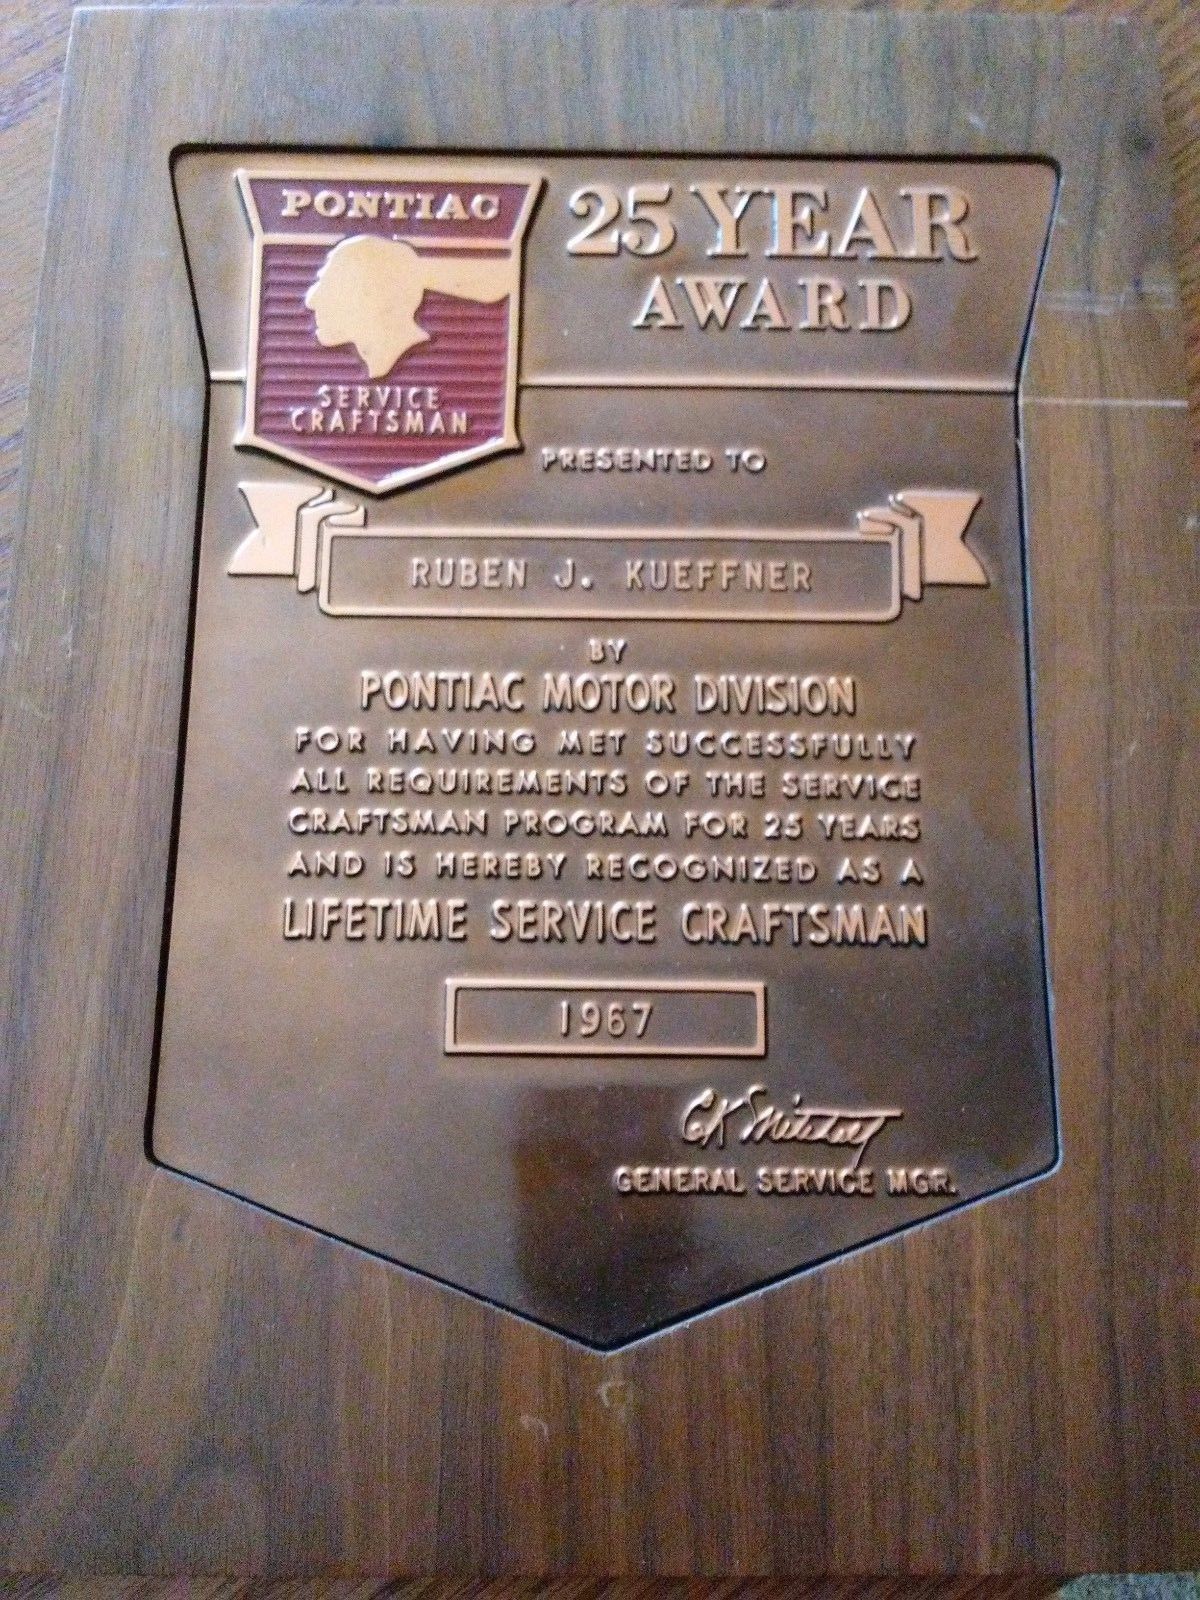 PONTIAC
SERVICE
CRAFTSMAN
25 YEAR
AWARD
PRESENTED TO
RUBEN J. KUEFFNER
BY
PONTIAC MOTOR DIVISION
FOR HAVING MET SUCCESSFULLY
ALL REQUIREMENTS OF THE SERVICE
CRAFTSMAN PROGRAM FOR 25 YEARS
AND IS HEREBY RECOGNIZED AS A
LIFETIME SERVICE CRAFTSMAN
1967
GENERAL SERVICE MGR.